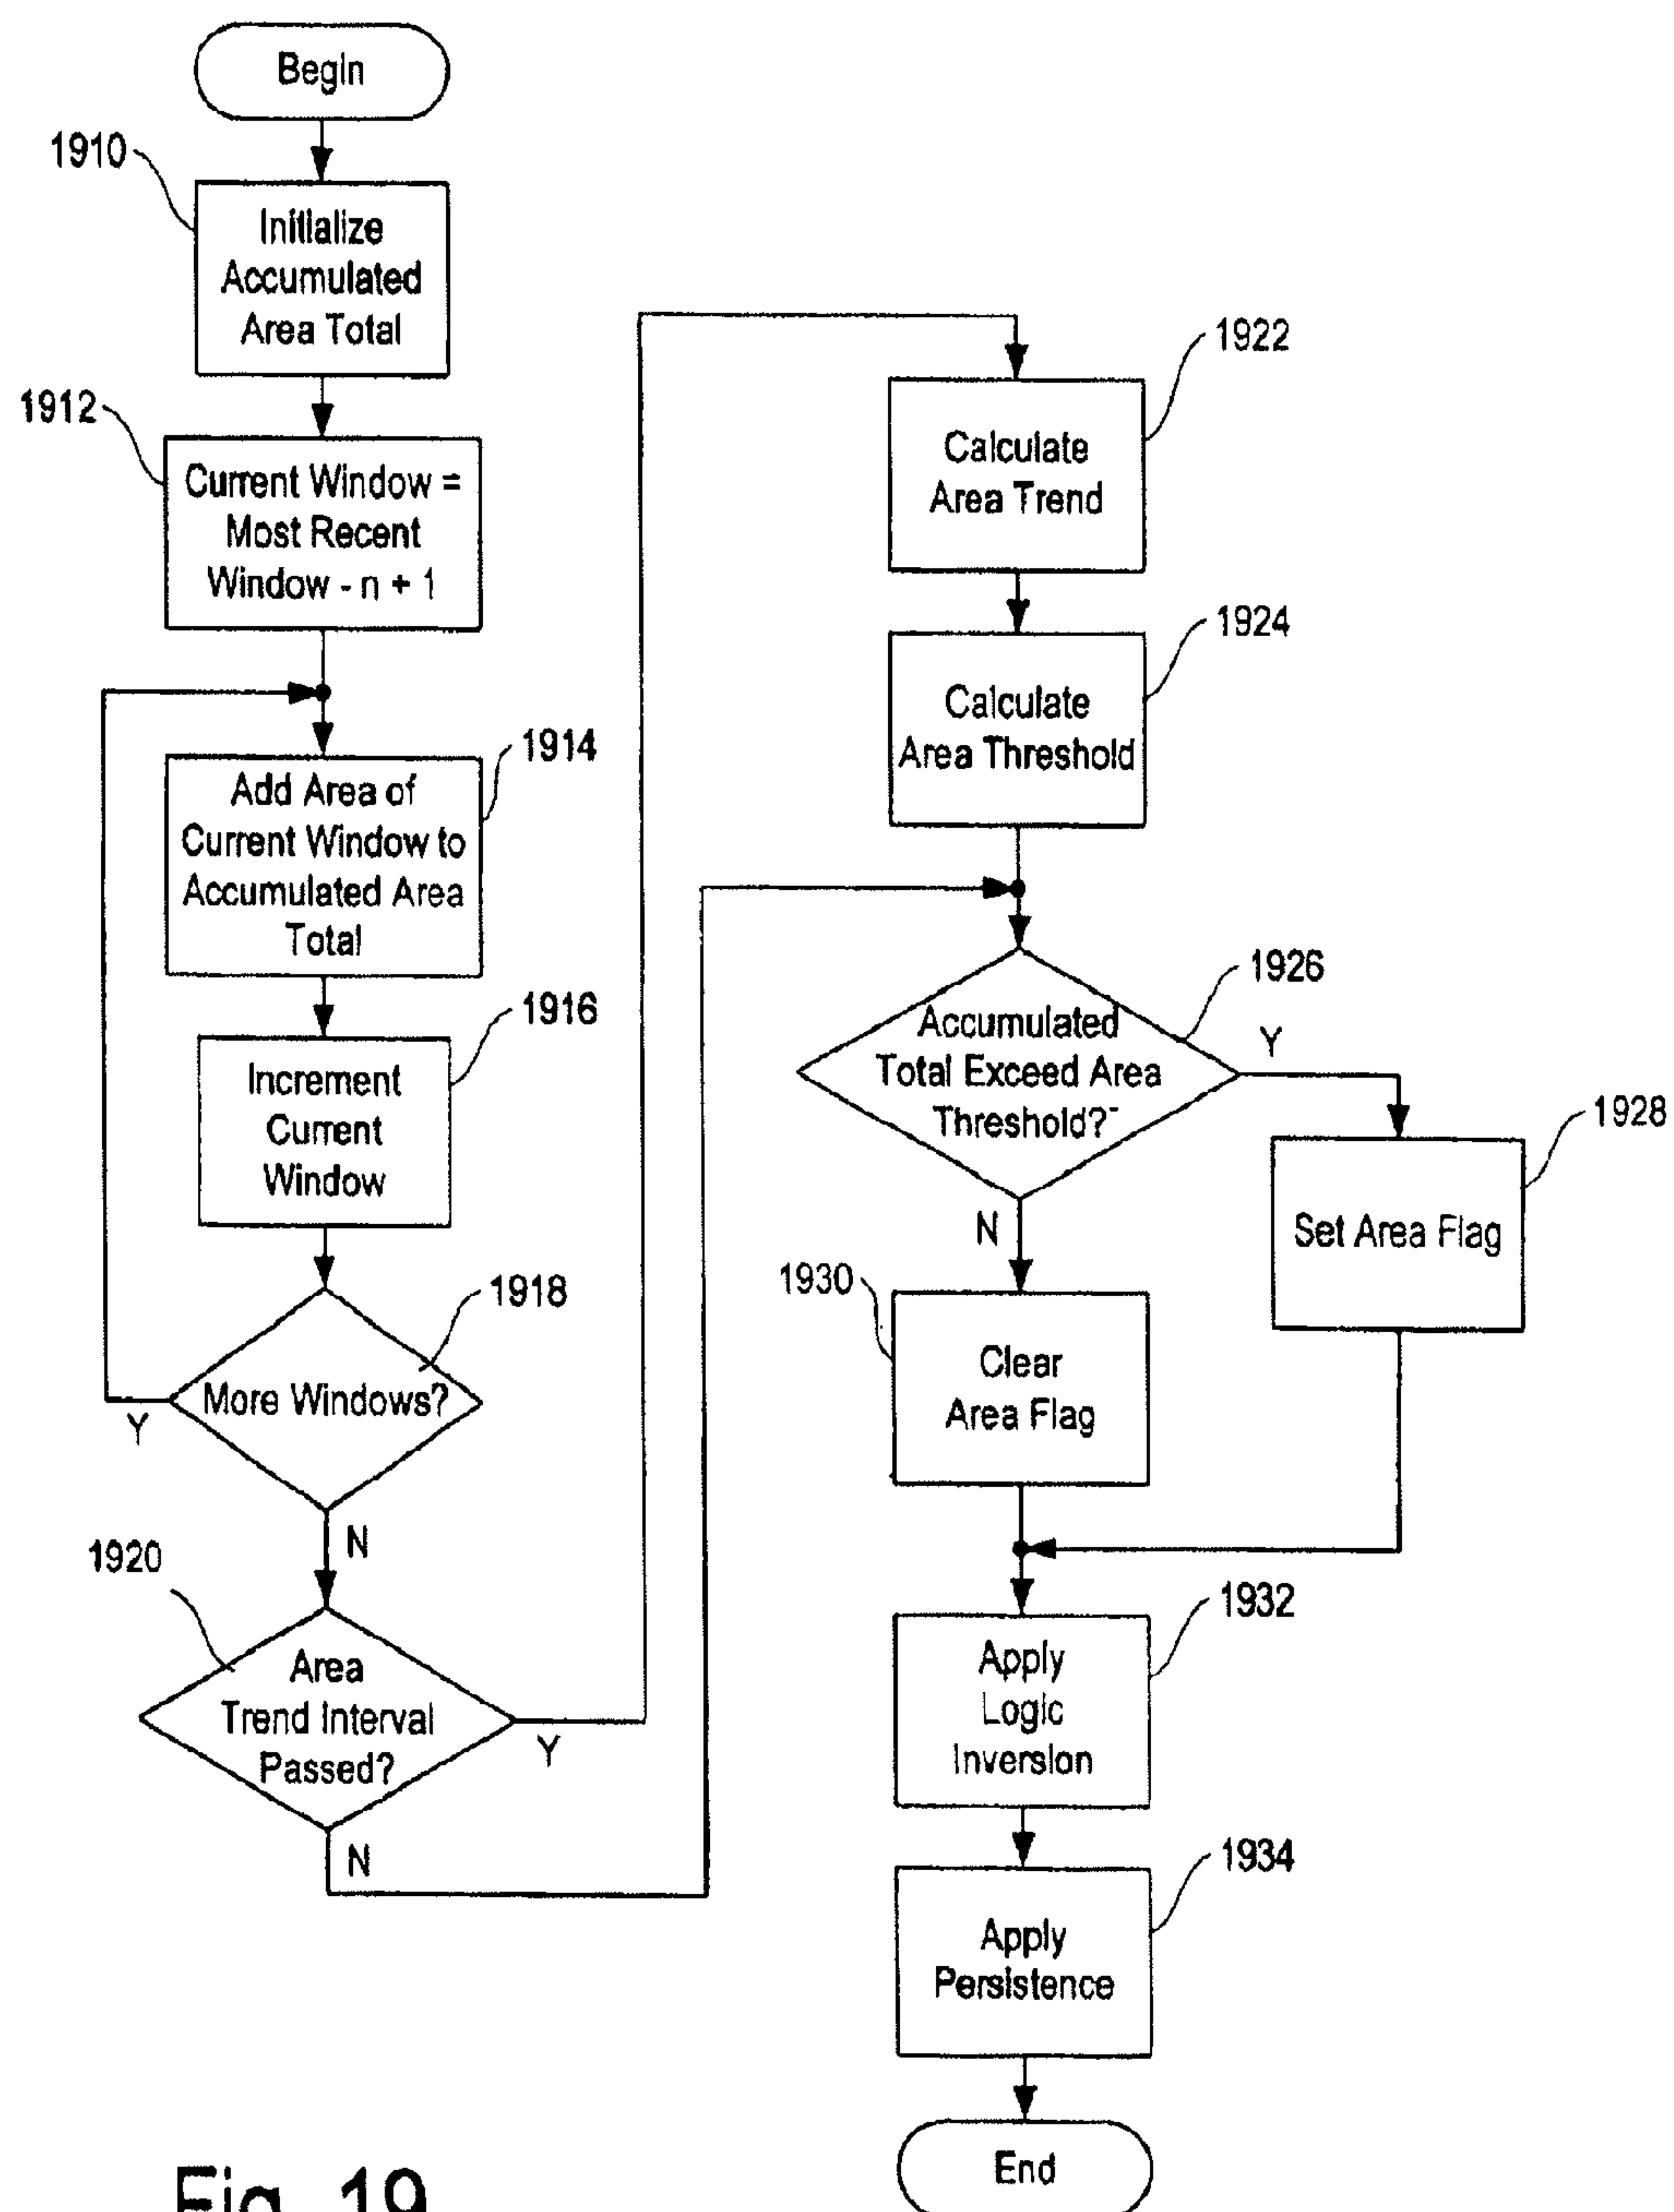 Begin
1910
Initialize
Accumulated
Area Total
1912
Current Window =
Most Recent
Window - n + 1
1914
Add Area of
Current Window to
Accumulated Area
Total
1916
Increment
Current
Window
1918
More Windows?
Y
N
1920
Area
Trend Interval
Passed?
Y
N
1922
Calculate
Area Trend
1924
Calculate
Area Threshold
1926
Accumulated
Total Exceed Area
Threshold?
Y
N
1928
Set Area Flag
1930
Clear
Area Flag
1932
Apply
Logic
Inversion
1934
Apply
Persistence
End
Fig. 19